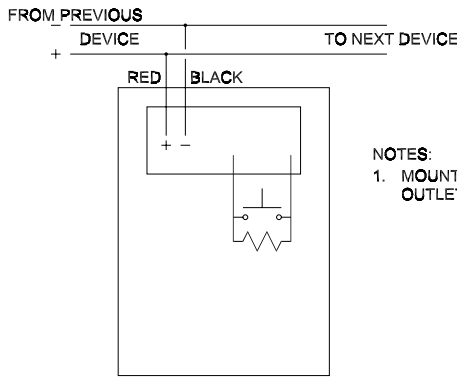 FROM PREVIOUS
−
DEVICE
TO NEXT DEVICE
+
RED
BLACK
+ −
NOTES:
1. MOUNT
OUTLET